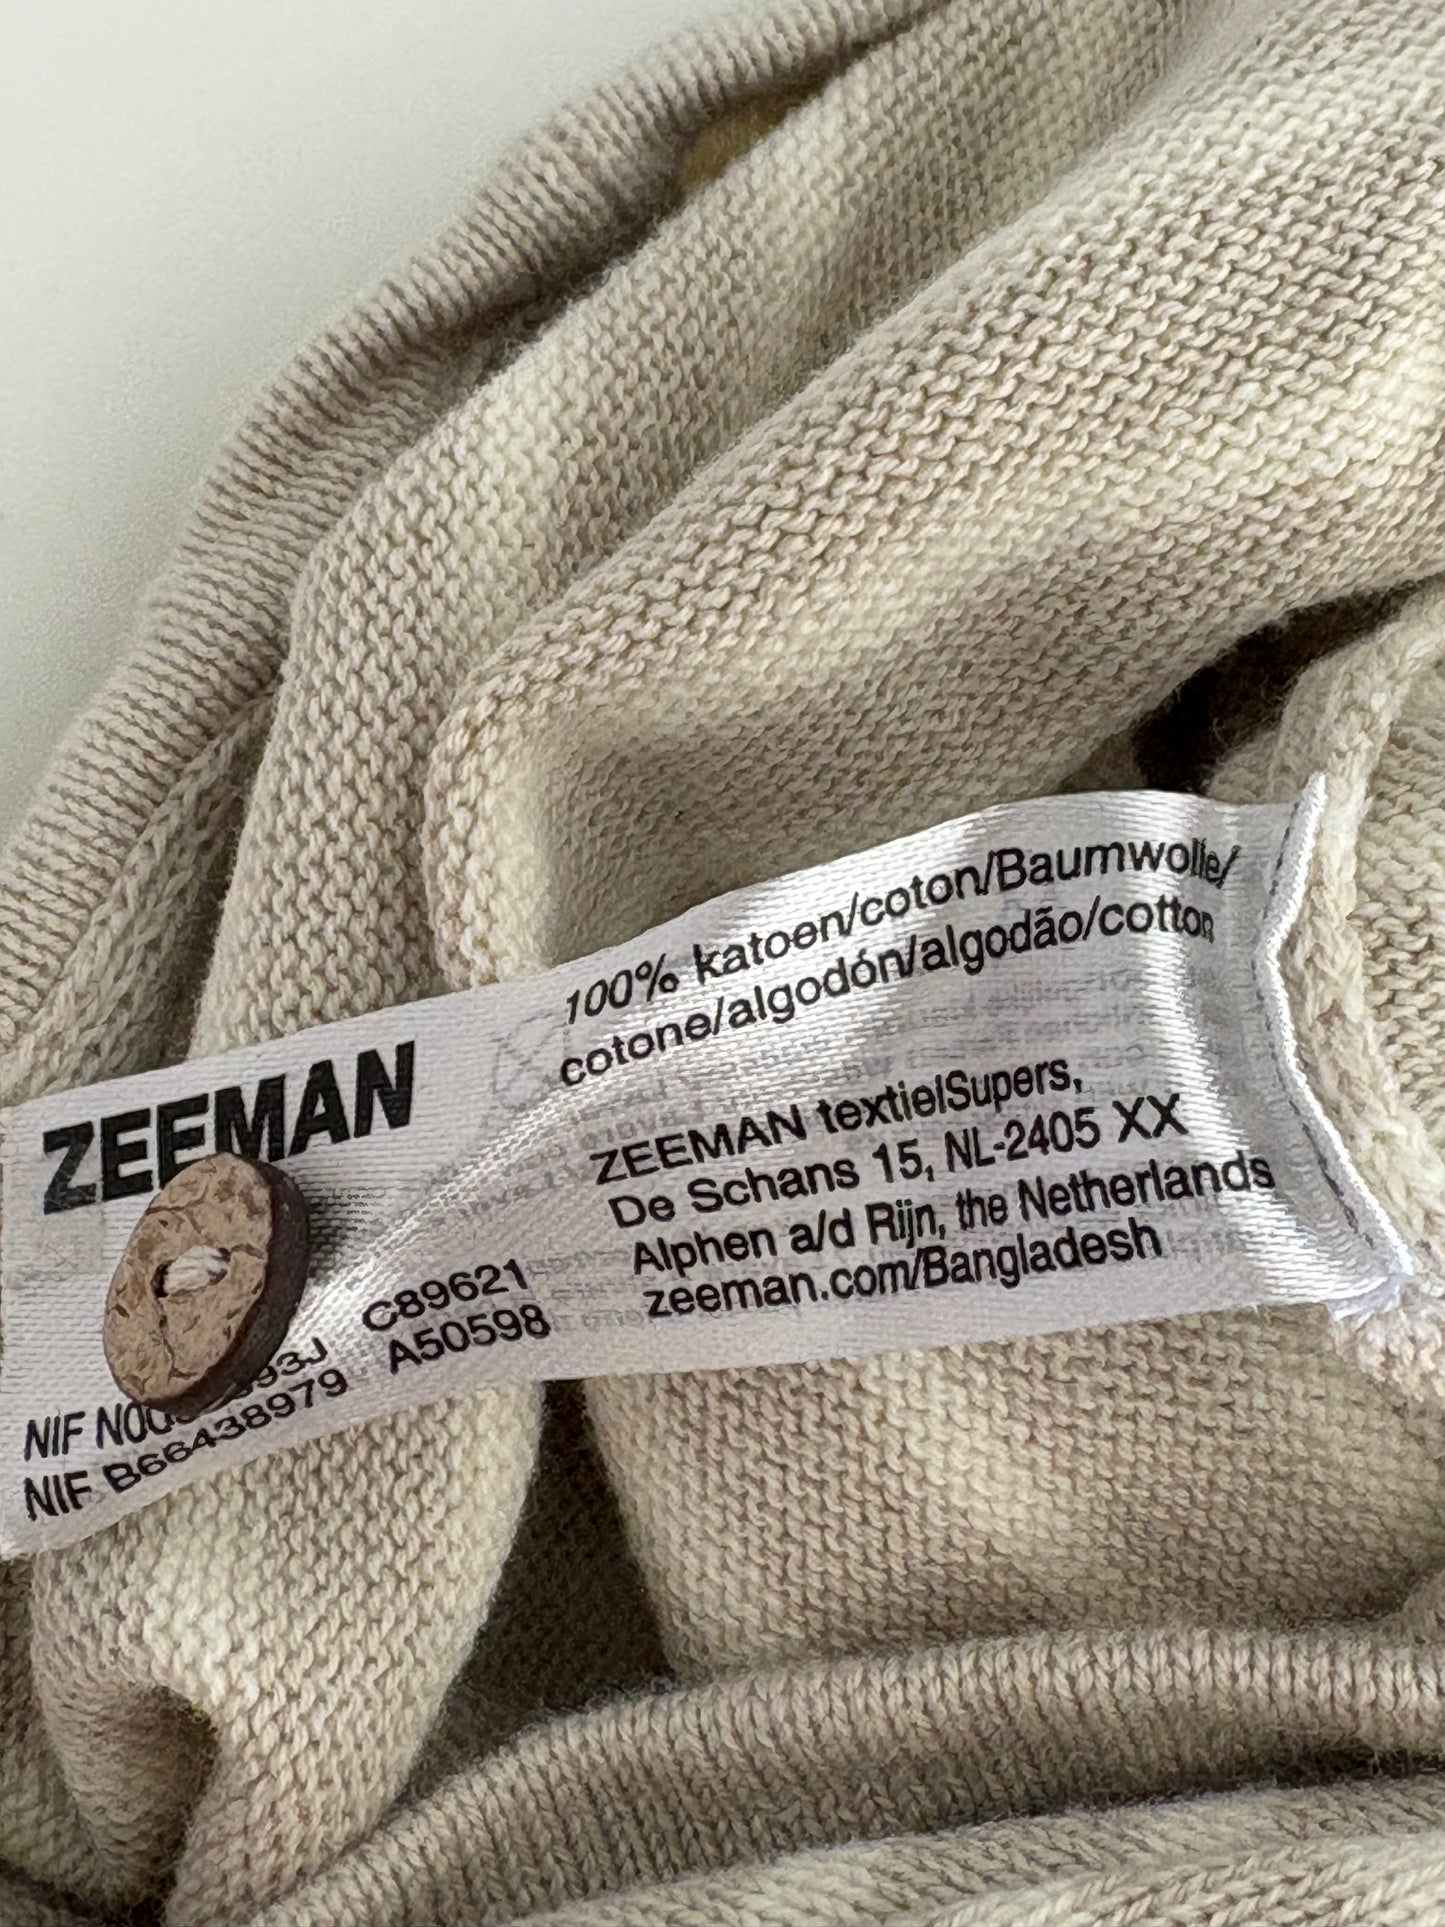 100% katoen/coton/Baumwolle/
cotone/algodón/algodão/cotton
ZEEMAN
ZEEMAN textielSupers,
De Schans 15, NL-2405 XX
Alphen a/d Rijn, the Netherlands
zeeman.com/Bangladesh
C89621
A50598
NIF
NIF B66438979